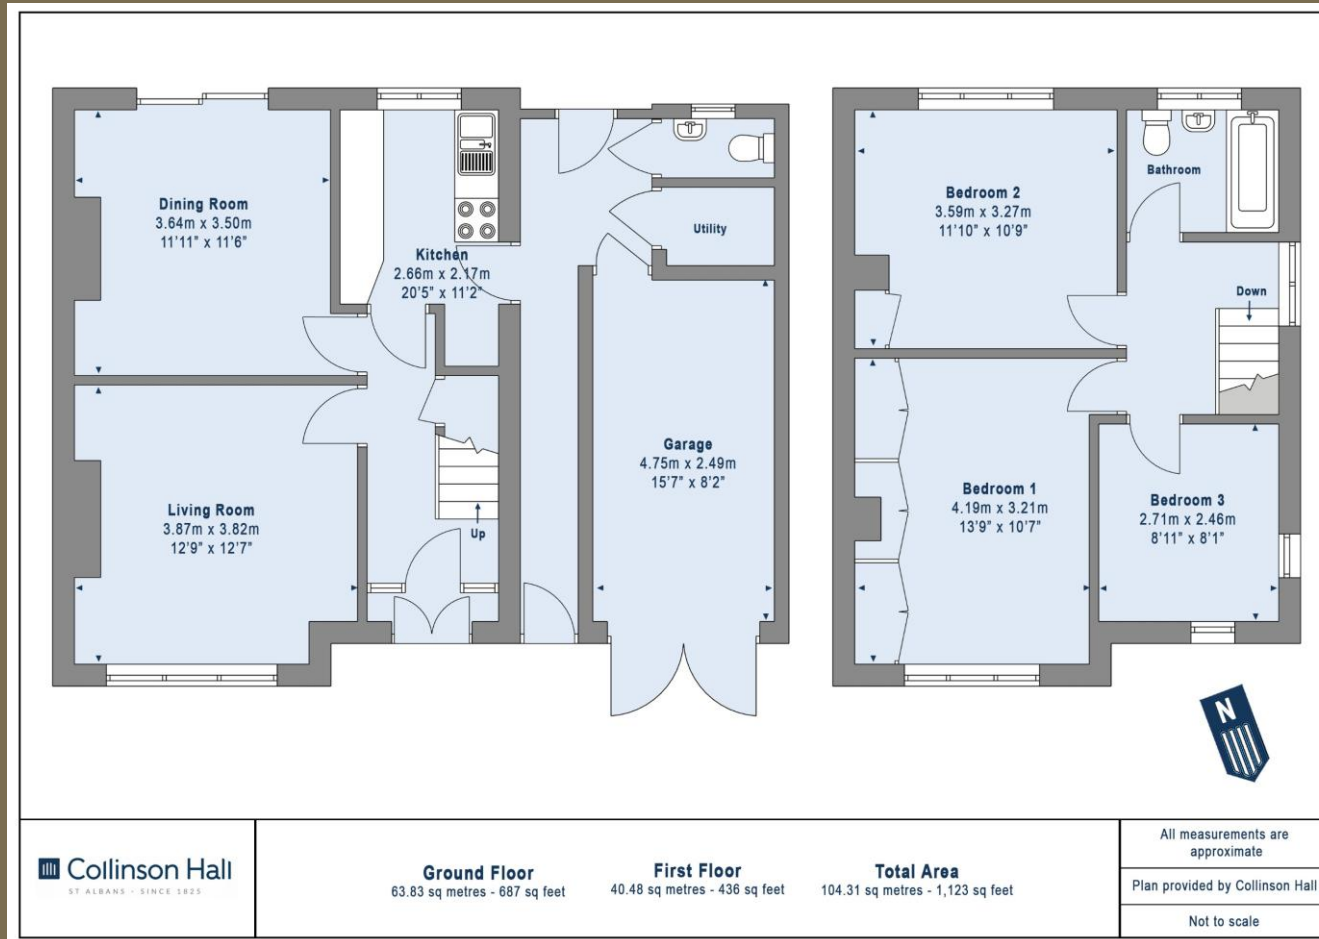 Dining Room
3.64m x 3.50m
11'11" x 11'6"
Kitchen
2.66m x 2.17m
20'5" x 11'2"
Utility
Living Room
3.87m x 3.82m
12'9" x 12'7"
Up
Garage
4.75m x 2.49m
15'7" x 8'2"
Bedroom 2
3.59m x 3.27m
11'10" x 10'9"
Bathroom
Down
Bedroom 1
4.19m x 3.21m
13'9" x 10'7"
Bedroom 3
2.71m x 2.46m
8'11" x 8'1"
N
Collinson Hall
ST ALBANS · SINCE 1825
Ground Floor
63.83 sq metres - 687 sq feet
First Floor
40.48 sq metres - 436 sq feet
Total Area
104.31 sq metres - 1,123 sq feet
All measurements are
approximate
Plan provided by Collinson Hall
Not to scale